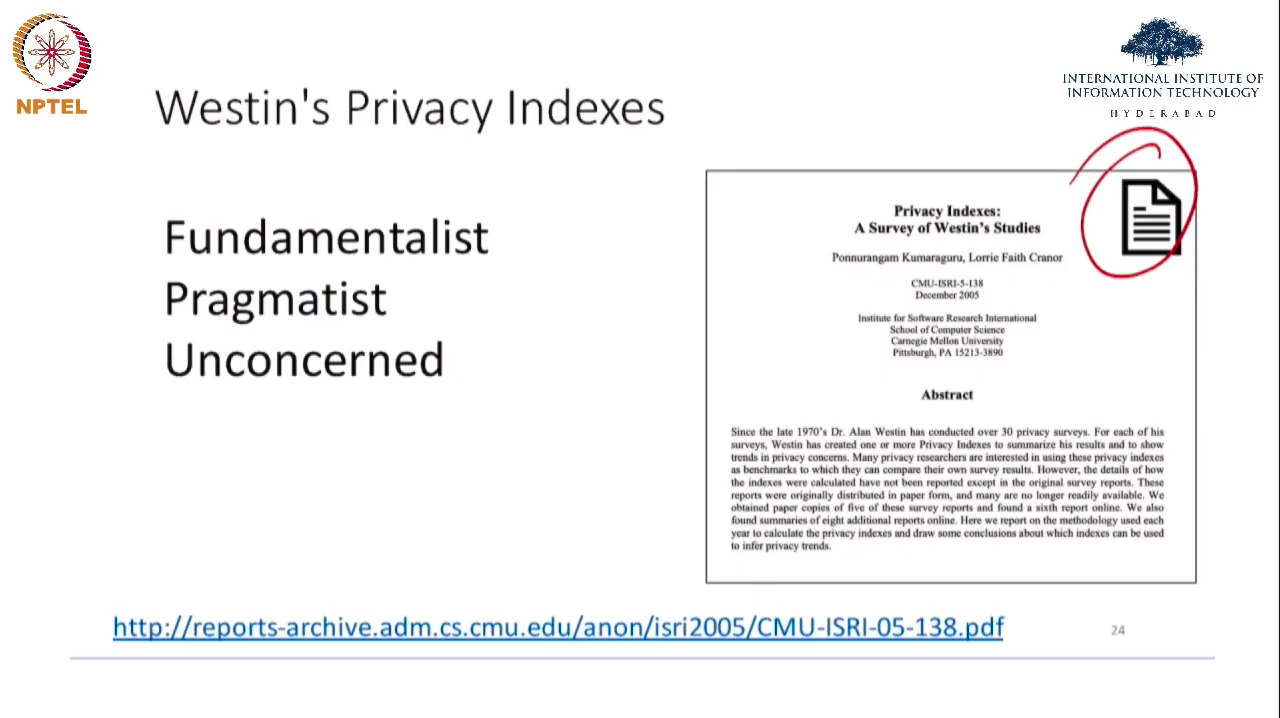 NPTEL
INTERNATIONAL INSTITUTE OF
INFORMATION TECHNOLOGY
HYDERABAD
Westin's Privacy Indexes
Fundamentalist
Pragmatist
Unconcerned
Privacy Indexes:
A Survey of Westin's Studies
Ponnurangam Kumaraguru, Lorrie Faith Cranor
CMU-ISRI-5-138
December 2005
Institute for Software Research International
School of Computer Science
Carnegie Mellon University
Pittsburgh, PA 15213-3890
Abstract
Since the late 1970's Dr. Alan Westin has conducted over 30 privacy surveys. For each of his
surveys, Westin has created one or more Privacy Indexes to summarize his results and to show
trends in privacy concerns. Many privacy researchers are interested in using these privacy indexes
as benchmarks to which they can compare their own survey results. However, the details of how
the indexes were calculated have not been reported except in the original survey reports. These
reports were originally distributed in paper form, and many are no longer readily available. We
obtained paper copies of five of these survey reports and found a sixth report online. We also
found summaries of eight additional reports online. Here we report on the methodology used each
year to calculate the privacy indexes and draw some conclusions about which indexes can be used
to infer privacy trends.
http://reports-archive.adm.cs.cmu.edu/anon/isri2005/CMU-ISRI-05-138.pdf
24